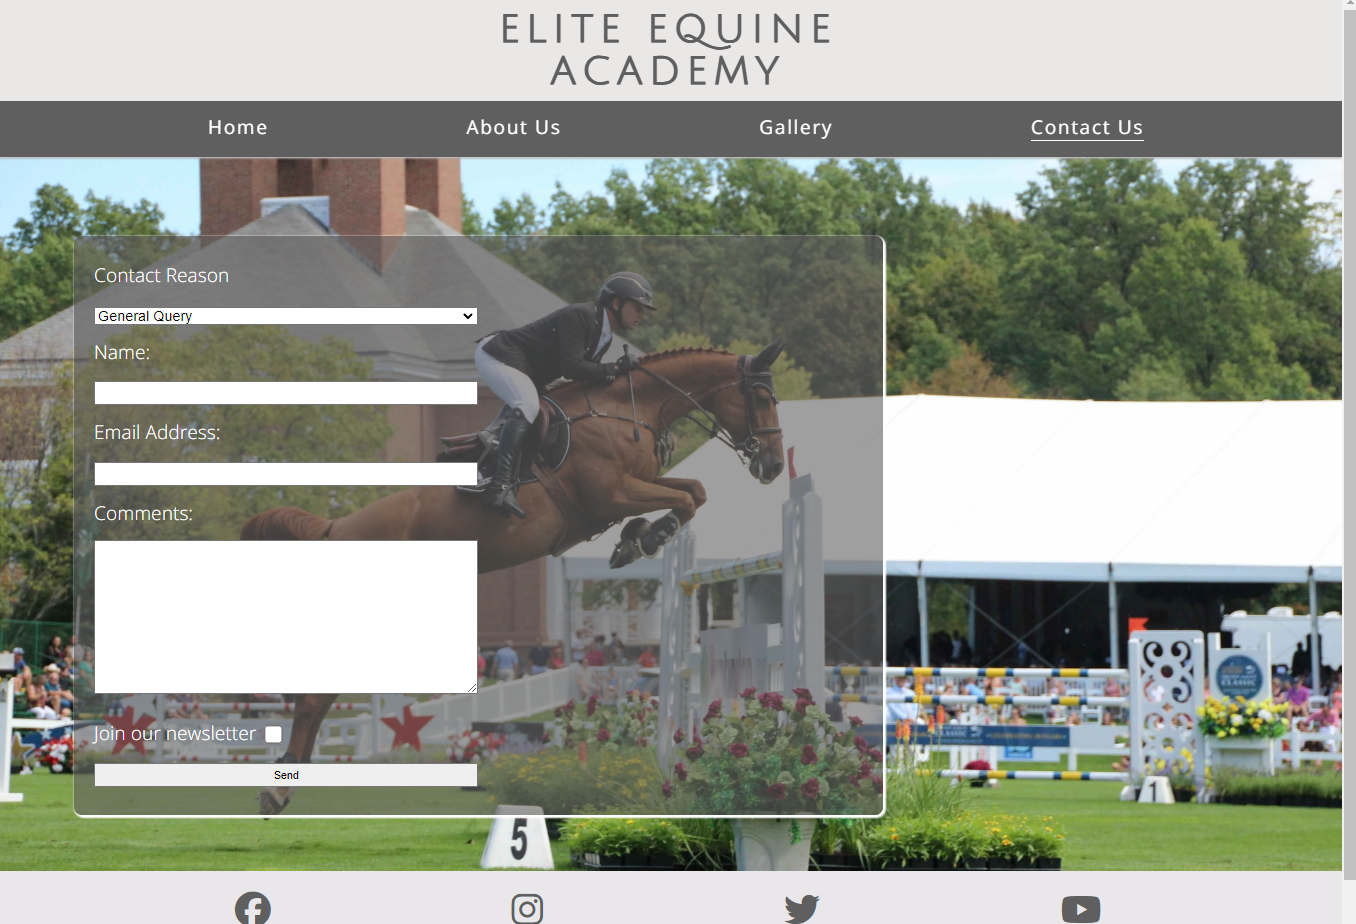 ELITE EQUINE
ACADEMY
Home About Us Gallery Contact Us
Contact Reason
General Query
Name:
Email Address:
Comments:
Join our newsletter
Send
CLASSIC
1
5